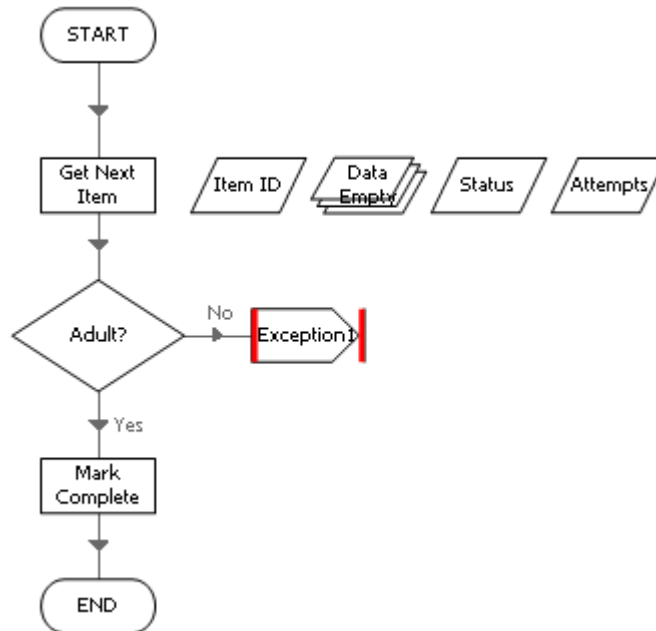 START
Get Next
Item
Item ID
Data
Empty
Status
Attempts
Adult?
No
Exception1
Yes
Mark
Complete
END